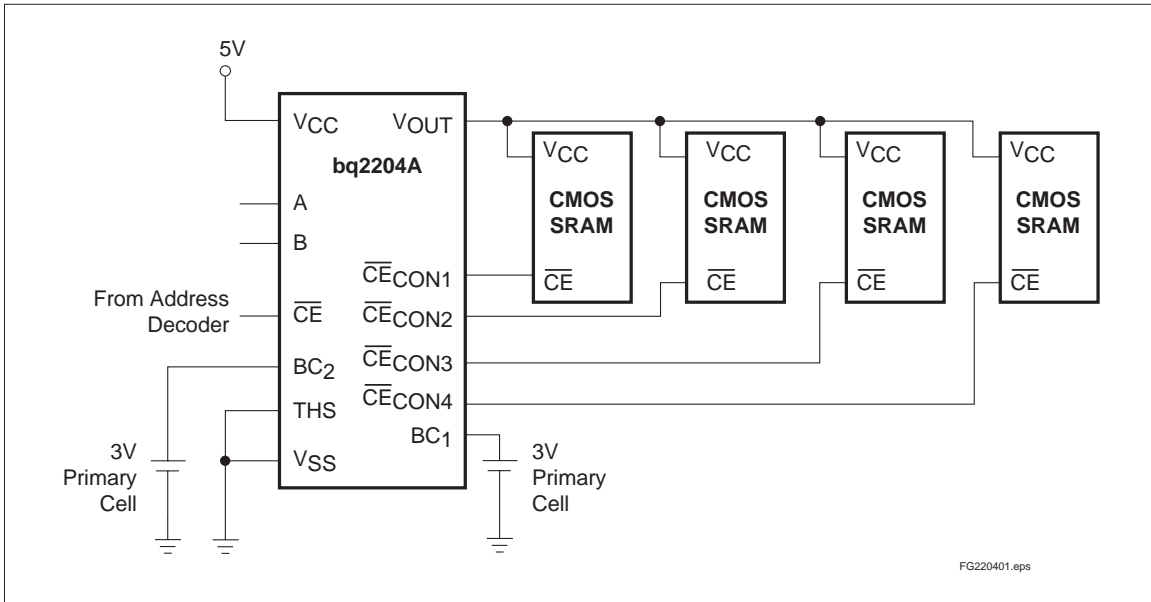 5V
VCC
VOUT
bq2204A
A
B
From Address
Decoder
CE
BC2
THS
VSS
CECON1
CECON2
CECON3
CECON4
BC1
3V
Primary
Cell
3V
Primary
Cell
VCC
CMOS
SRAM
CE
VCC
CMOS
SRAM
CE
VCC
CMOS
SRAM
CE
VCC
CMOS
SRAM
CE
FG220401.eps